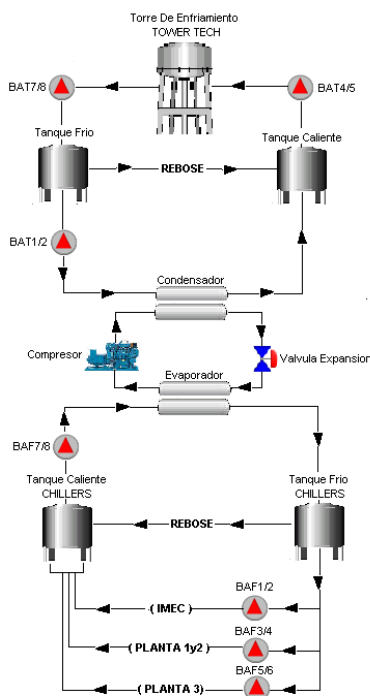 Torre De Enfriamiento
TOWER TECH
BAT7/8
BAT4/5
Tanque Frio
Tanque Caliente
REBOSE
BAT1/2
Condensador
Compresor
Valvula Expansion
Evaporador
BAF7/8
Tanque Caliente
CHILLERS
Tanque Frio
CHILLERS
REBOSE
BAF1/2
( IMEC )
BAF3/4
( PLANTA 1y2 )
BAF5/6
( PLANTA 3)